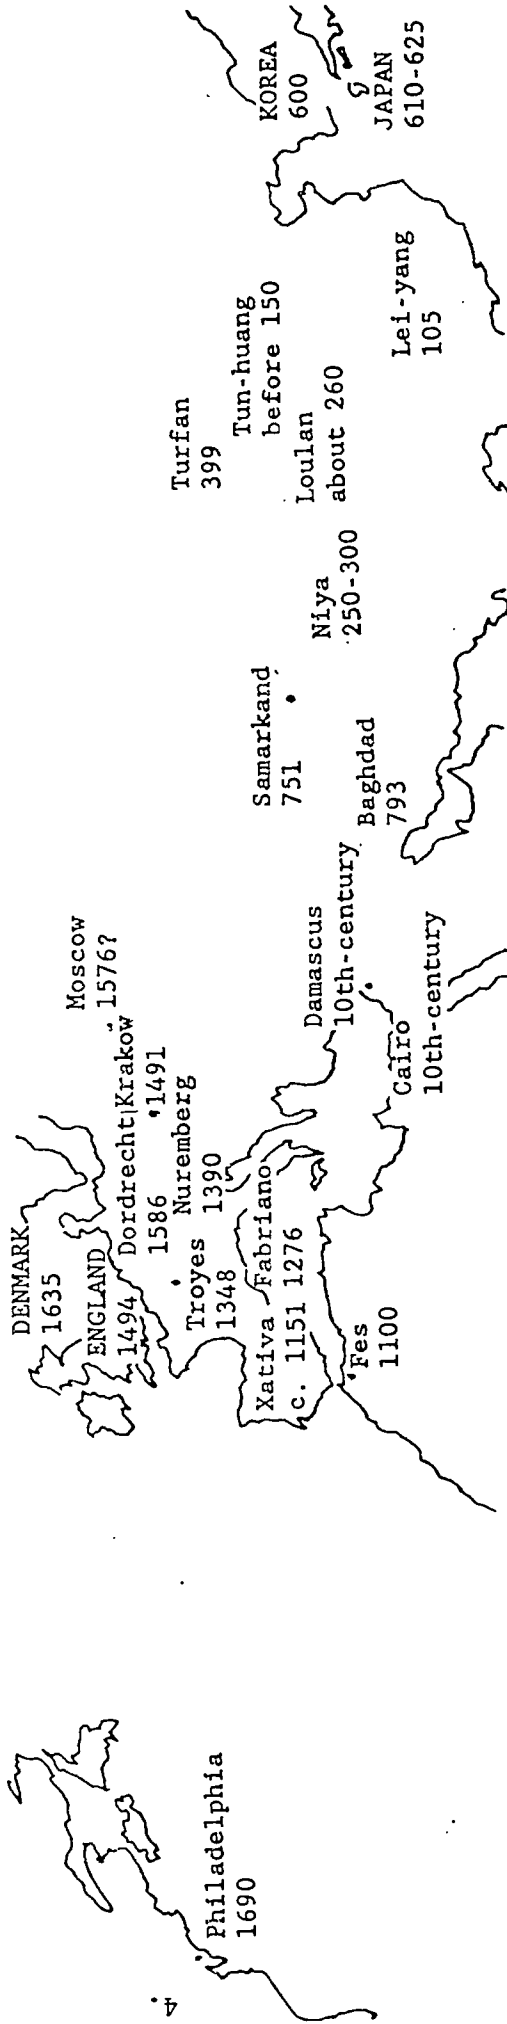 4.
Philadelphia
1690
DENMARK
1635
ENGLAND
1494
Dordrecht
1586
Krakow
1491
Moscow
1576?
Nuremberg
1390
Troyes
1348
Xativa
c. 1151
Fabriano
1276
Fes
1100
Damascus
10th-century
Cairo
10th-century
Baghdad
793
Samarkand
751
Niya
250-300
Turfan
399
Tun-huang
before 150
Loulan
about 260
Lei-yang
105
KOREA
600
JAPAN
610-625